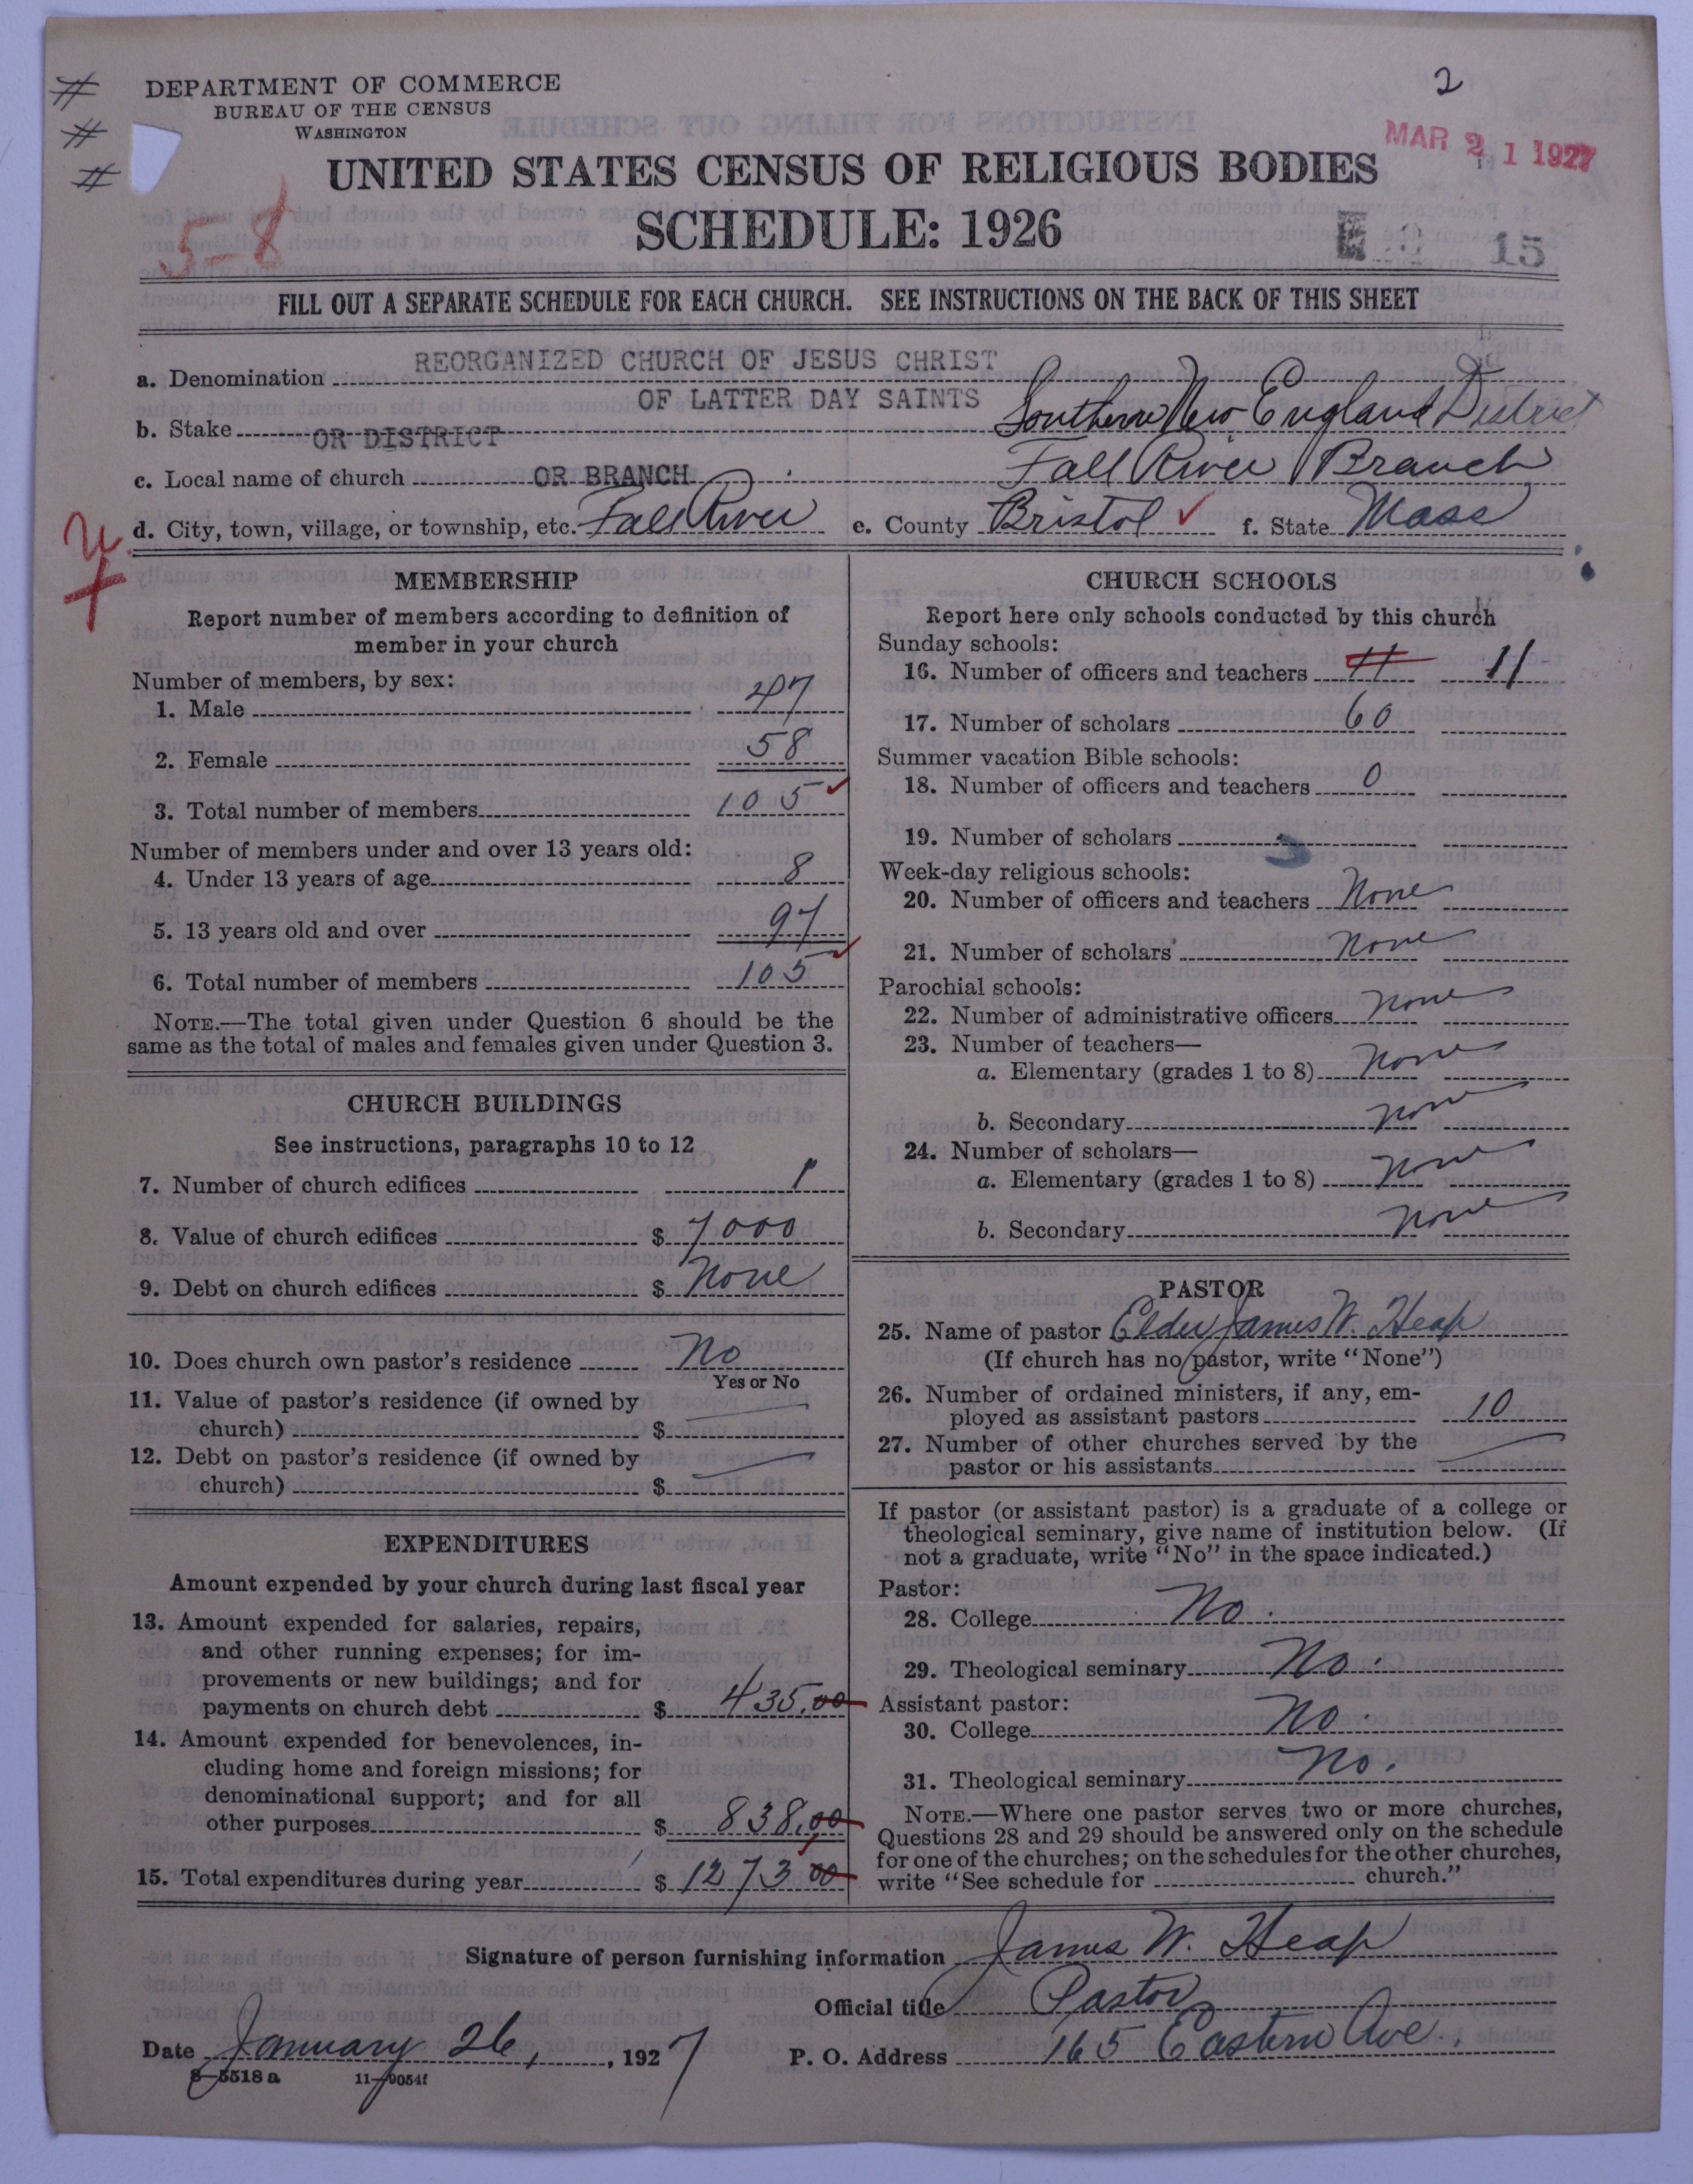 2
DEPARTMENT OF COMMERCE
BUREAU OF THE CENSUS
WASHINGTON
MAR 21 1927
UNITED STATES CENSUS OF RELIGIOUS BODIES
SCHEDULE: 1926
5-8
15
FILL OUT A SEPARATE SCHEDULE FOR EACH CHURCH. SEE INSTRUCTIONS ON THE BACK OF THIS SHEET
a. Denomination REORGANIZED CHURCH OF JESUS CHRIST
OF LATTER DAY SAINTS
b. Stake OR DISTRICT Southern New England District
c. Local name of church OR BRANCH Fall River Branch
d. City, town, village, or township, etc. Fall River e. County Bristol ✓ f. State Mass
MEMBERSHIP
Report number of members according to definition of
member in your church
Number of members, by sex:
1. Male 47
2. Female 58
3. Total number of members 105 ✓
Number of members under and over 13 years old:
4. Under 13 years of age 8
5. 13 years old and over 97
6. Total number of members 105 ✓
NOTE.—The total given under Question 6 should be the
same as the total of males and females given under Question 3.
CHURCH BUILDINGS
See instructions, paragraphs 10 to 12
7. Number of church edifices 1
8. Value of church edifices $ 7000
9. Debt on church edifices $ None
10. Does church own pastor's residence No
Yes or No
11. Value of pastor's residence (if owned by
church) $ —
12. Debt on pastor's residence (if owned by
church) $ —
EXPENDITURES
Amount expended by your church during last fiscal year
13. Amount expended for salaries, repairs,
and other running expenses; for im-
provements or new buildings; and for
payments on church debt $ 435.00
14. Amount expended for benevolences, in-
cluding home and foreign missions; for
denominational support; and for all
other purposes $ 838.00
15. Total expenditures during year $ 1273 00
CHURCH SCHOOLS
Report here only schools conducted by this church
Sunday schools:
16. Number of officers and teachers 11 11
17. Number of scholars 60
Summer vacation Bible schools:
18. Number of officers and teachers 0
19. Number of scholars
Week-day religious schools:
20. Number of officers and teachers None
21. Number of scholars None
Parochial schools:
22. Number of administrative officers None
23. Number of teachers—
a. Elementary (grades 1 to 8) None
b. Secondary None
24. Number of scholars—
a. Elementary (grades 1 to 8) None
b. Secondary None
PASTOR
25. Name of pastor Elder James W. Heap
(If church has no pastor, write "None")
26. Number of ordained ministers, if any, em-
ployed as assistant pastors 10
27. Number of other churches served by the
pastor or his assistants —
If pastor (or assistant pastor) is a graduate of a college or
theological seminary, give name of institution below. (If
not a graduate, write "No" in the space indicated.)
Pastor:
28. College No.
29. Theological seminary No.
Assistant pastor:
30. College No.
31. Theological seminary No.
NOTE.—Where one pastor serves two or more churches,
Questions 28 and 29 should be answered only on the schedule
for one of the churches; on the schedules for the other churches,
write "See schedule for church."
Signature of person furnishing information James W. Heap
Official title Pastor
Date January 26, 1927 P. O. Address 165 Eastern Ave.
8—5518 a 11—9054f